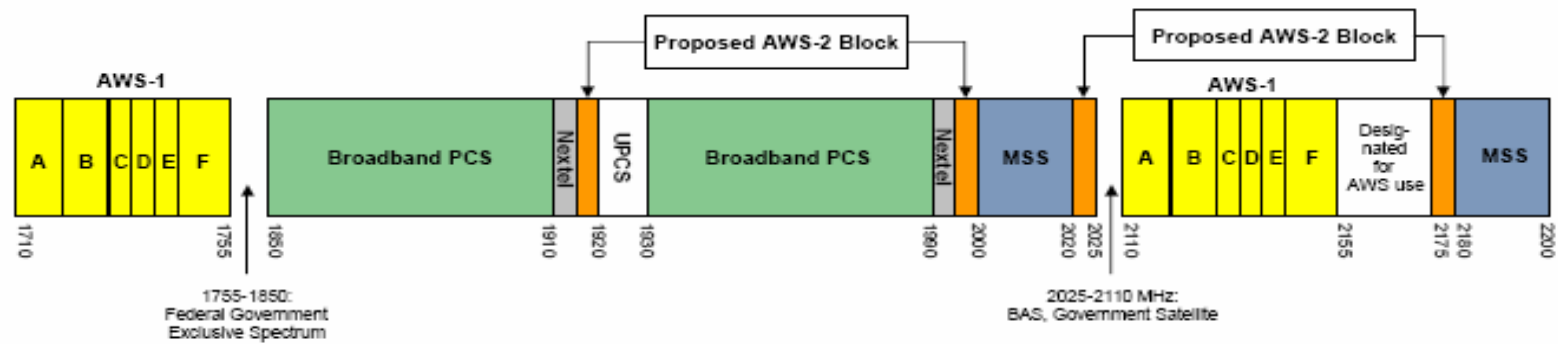 Proposed AWS-2 Block
Proposed AWS-2 Block
AWS-1
AWS-1
A B C D E F
Broadband PCS
Nextel
UPCS
Broadband PCS
Nextel
MSS
A B C D E F
Desig-
nated
for
AWS use
MSS
1710
1755
1850
1910
1920
1930
1990
2000
2020
2025
2110
2155
2175
2180
2200
1755-1850:
Federal Government
Exclusive Spectrum
2025-2110 MHz:
BAS, Government Satellite